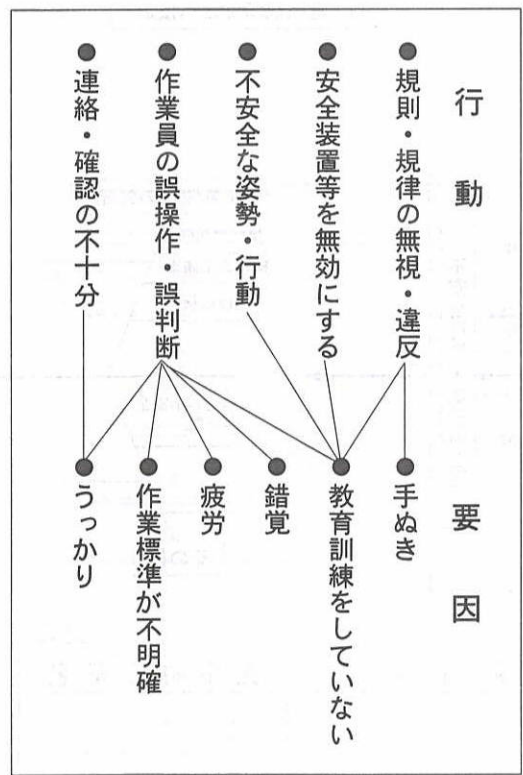 行動
規則・規律の無視・違反
安全装置等を無効にする
不安全な姿勢・行動
作業員の誤操作・誤判断
連絡・確認の不十分
要因
手ぬき
教育訓練をしていない
錯覚
疲労
作業標準が不明確
うっかり